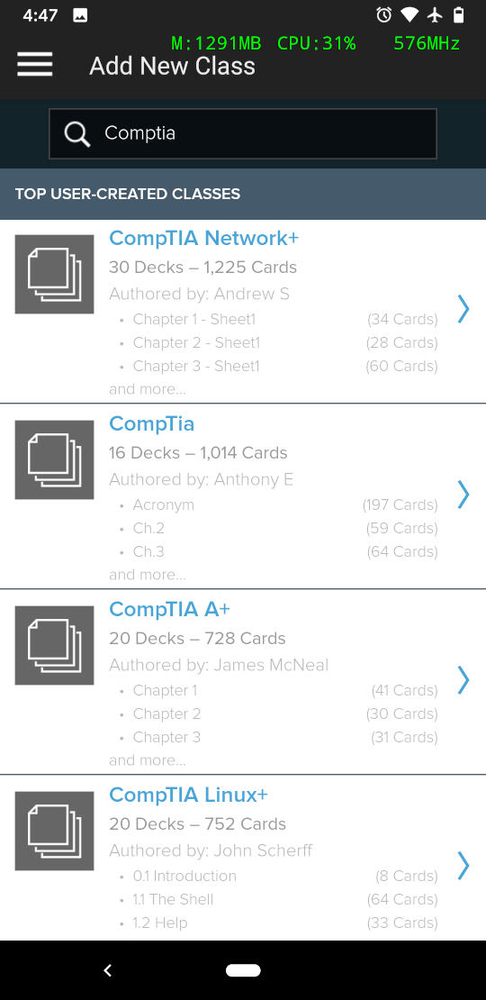 4:47
M:1291MB CPU:31% 576MHz
Add New Class
Comptia
TOP USER-CREATED CLASSES
CompTIA Network+
30 Decks – 1,225 Cards
Authored by: Andrew S
• Chapter 1 - Sheet1 (34 Cards)
• Chapter 2 - Sheet1 (28 Cards)
• Chapter 3 - Sheet1 (60 Cards)
and more...
CompTia
16 Decks – 1,014 Cards
Authored by: Anthony E
• Acronym (197 Cards)
• Ch.2 (59 Cards)
• Ch.3 (64 Cards)
and more...
CompTIA A+
20 Decks – 728 Cards
Authored by: James McNeal
• Chapter 1 (41 Cards)
• Chapter 2 (30 Cards)
• Chapter 3 (31 Cards)
and more...
CompTIA Linux+
20 Decks – 752 Cards
Authored by: John Scherff
• 0.1 Introduction (8 Cards)
• 1.1 The Shell (64 Cards)
• 1.2 Help (33 Cards)